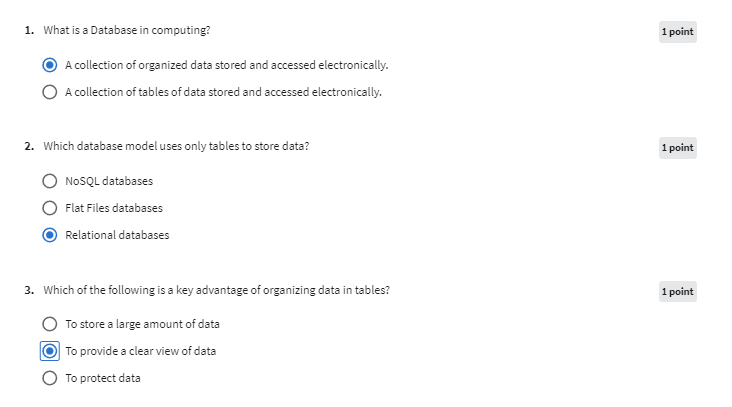 1. What is a Database in computing? 1 point
A collection of organized data stored and accessed electronically.
A collection of tables of data stored and accessed electronically.
2. Which database model uses only tables to store data? 1 point
NoSQL databases
Flat Files databases
Relational databases
3. Which of the following is a key advantage of organizing data in tables? 1 point
To store a large amount of data
To provide a clear view of data
To protect data